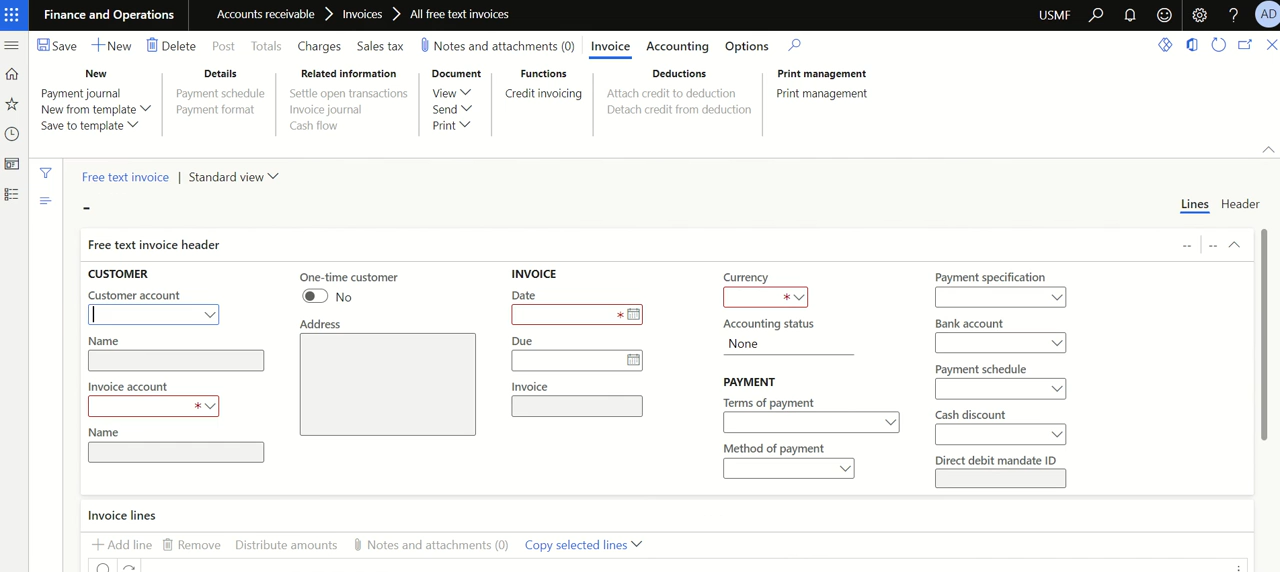 Finance and Operations
Accounts receivable > Invoices > All free text invoices
USMF
AD
Save
New
Delete
Post
Totals
Charges
Sales tax
Notes and attachments (0)
Invoice
Accounting
Options
New
Payment journal
New from template
Save to template
Details
Payment schedule
Payment format
Related information
Settle open transactions
Invoice journal
Cash flow
Document
View
Send
Print
Functions
Credit invoicing
Deductions
Attach credit to deduction
Detach credit from deduction
Print management
Print management
Free text invoice | Standard view
-
Lines
Header
Free text invoice header
-- | --
CUSTOMER
Customer account
Name
Invoice account
*
Name
One-time customer
No
Address
INVOICE
Date
*
Due
Invoice
Currency
*
Accounting status
None
PAYMENT
Terms of payment
Method of payment
Payment specification
Bank account
Payment schedule
Cash discount
Direct debit mandate ID
Invoice lines
Add line
Remove
Distribute amounts
Notes and attachments (0)
Copy selected lines